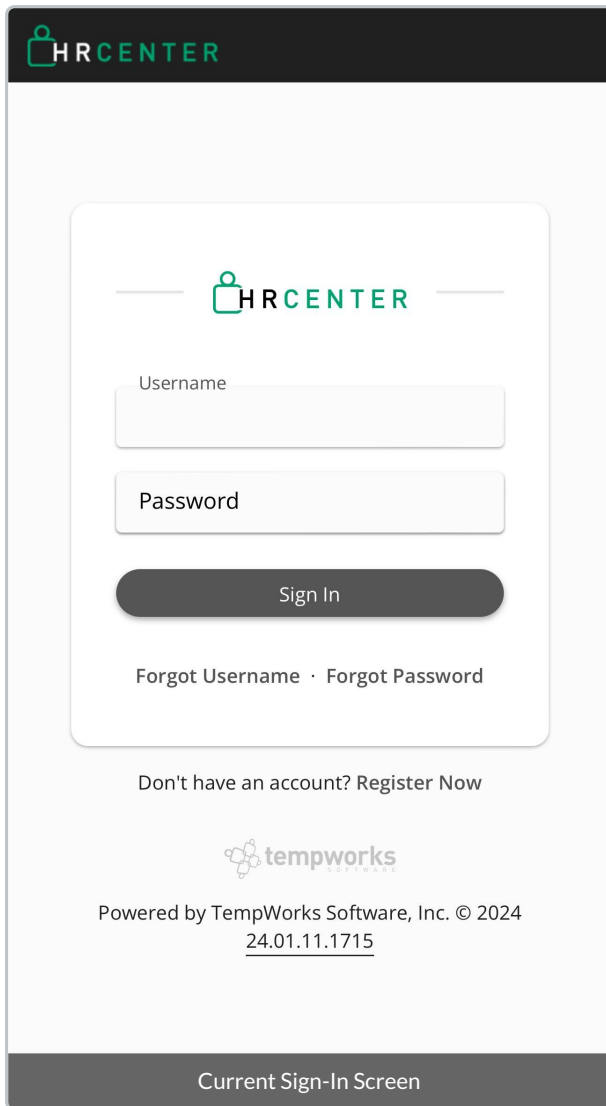 HRCENTER
HRCENTER
Username
Password
Sign In
Forgot Username · Forgot Password
Don't have an account? Register Now
tempworks
SOFTWARE
Powered by TempWorks Software, Inc. © 2024
24.01.11.1715
Current Sign-In Screen